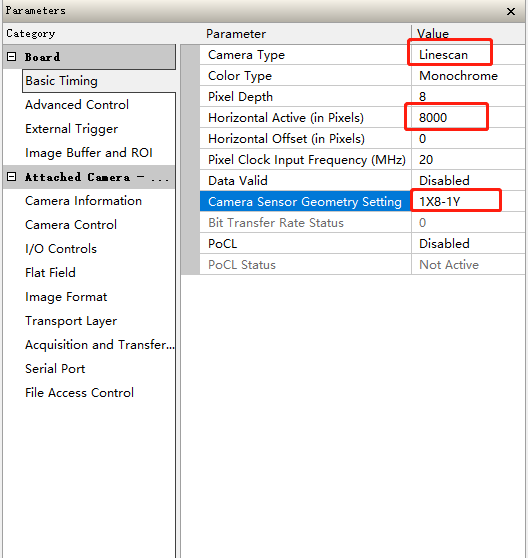 Parameters
Category
Parameter Value
Board
Basic Timing
Advanced Control
External Trigger
Image Buffer and ROI
Attached Camera - ...
Camera Information
Camera Control
I/O Controls
Flat Field
Image Format
Transport Layer
Acquisition and Transfer...
Serial Port
File Access Control
Camera Type Linescan
Color Type Monochrome
Pixel Depth 8
Horizontal Active (in Pixels) 8000
Horizontal Offset (in Pixels) 0
Pixel Clock Input Frequency (MHz) 20
Data Valid Disabled
Camera Sensor Geometry Setting 1X8-1Y
Bit Transfer Rate Status 0
PoCL Disabled
PoCL Status Not Active